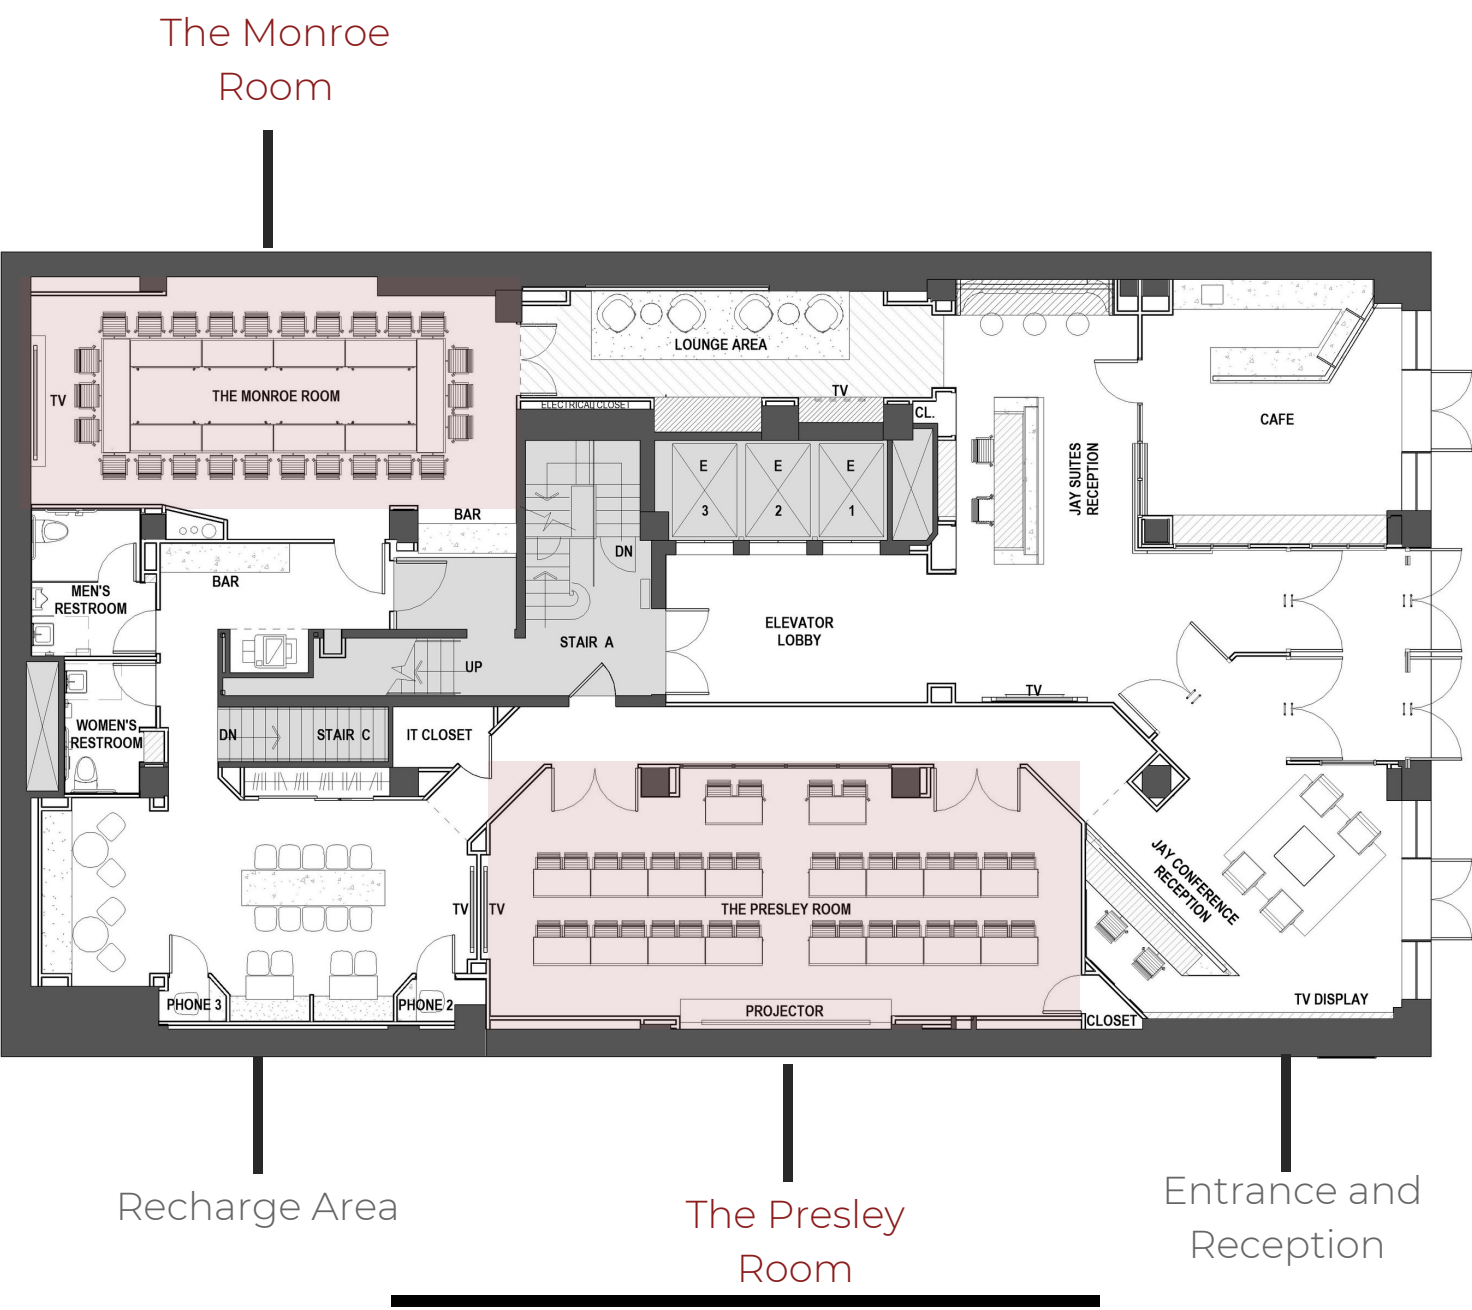 The Monroe
Room
LOUNGE AREA
TV
THE MONROE ROOM
TV
ELECTRICAL CLOSET
CL.
CAFE
JAY SUITES
RECEPTION
E
3
E
2
E
1
BAR
DN
BAR
MEN'S
RESTROOM
STAIR A
ELEVATOR
LOBBY
UP
TV
WOMEN'S
RESTROOM
DN
STAIR C
IT CLOSET
JAY CONFERENCE
RECEPTION
TV
TV
THE PRESLEY ROOM
PHONE 3
PHONE 2
PROJECTOR
CLOSET
TV DISPLAY
Recharge Area
The Presley
Room
Entrance and
Reception